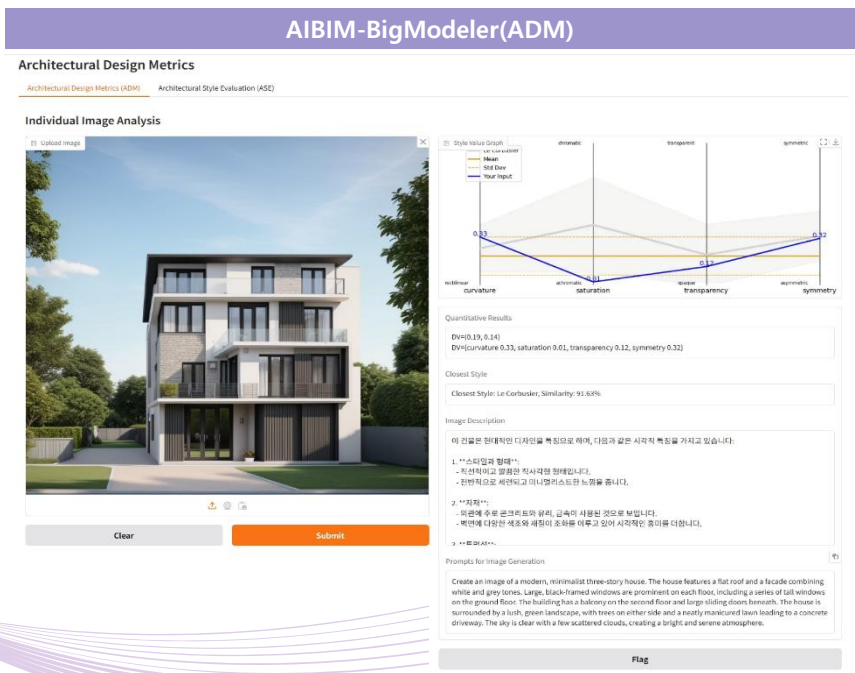 AIBIM-BigModeler(ADM)
Architectural Design Metrics
Architectural Design Metrics (ADM)
Architectural Style Evaluation (ASE)
Individual Image Analysis
Upload Image
Clear
Submit
Style Value Graph
chromatic
transparent
symmetric
Le Corbusier
Mean
Std Dev
Your Input
0.33
0.01
0.12
0.32
rectilinear
achromatic
opaque
asymmetric
curvature
saturation
transparency
symmetry
Quantitative Results
DV=(0.19, 0.14)
DV=(curvature 0.33, saturation 0.01, transparency 0.12, symmetry 0.32)
Closest Style
Closest Style: Le Corbusier, Similarity: 91.63%
Image Description
이 건물은 현대적인 디자인을 특징으로 하며, 다음과 같은 시각적 특징을 가지고 있습니다:
1. **스타일과 형태**:
- 직선적이고 깔끔한 직사각형 형태입니다.
- 전반적으로 세련되고 미니멀리스트한 느낌을 줍니다.
2. **자재**:
- 외관에 주로 콘크리트와 유리, 금속이 사용된 것으로 보입니다.
- 벽면에 다양한 색조와 재질이 조화를 이루고 있어 시각적인 흥미를 더합니다.
3. **투명성**:
Prompts for Image Generation
Create an image of a modern, minimalist three-story house. The house features a flat roof and a facade combining
white and grey tones. Large, black-framed windows are prominent on each floor, including a series of tall windows
on the ground floor. The building has a balcony on the second floor and large sliding doors beneath. The house is
surrounded by a lush, green landscape, with trees on either side and a neatly manicured lawn leading to a concrete
driveway. The sky is clear with a few scattered clouds, creating a bright and serene atmosphere.
Flag